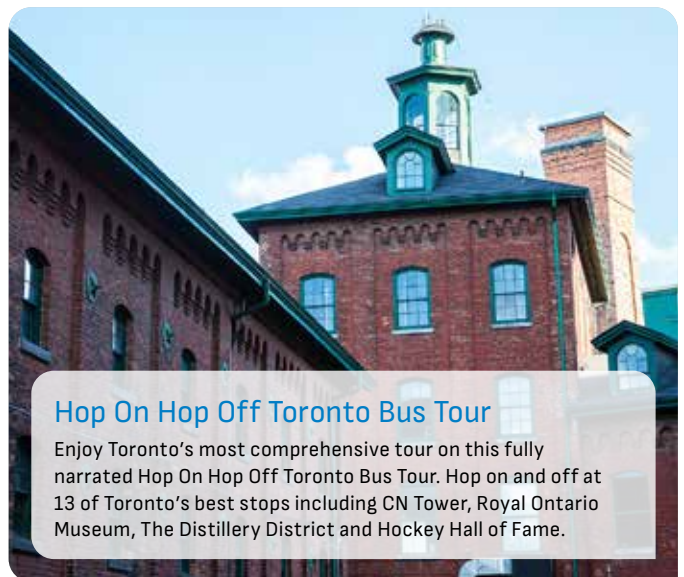 Hop On Hop Off Toronto Bus Tour
Enjoy Toronto’s most comprehensive tour on this fully
narrated Hop On Hop Off Toronto Bus Tour. Hop on and off at
13 of Toronto’s best stops including CN Tower, Royal Ontario
Museum, The Distillery District and Hockey Hall of Fame.